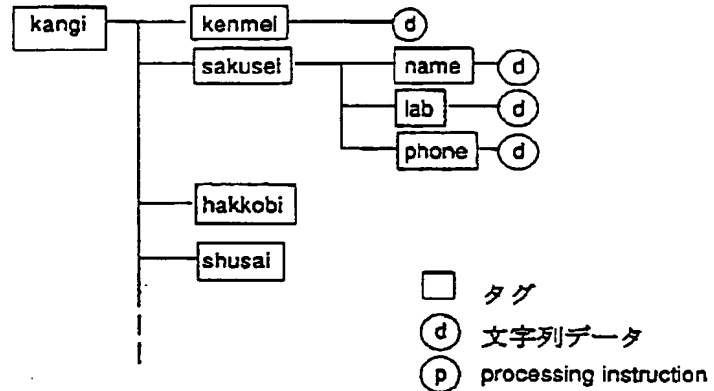 kangi kenmei d
sakusei name d
lab d
phone d
hakkobi
shusai
タグ
d 文字列データ
p processing instruction